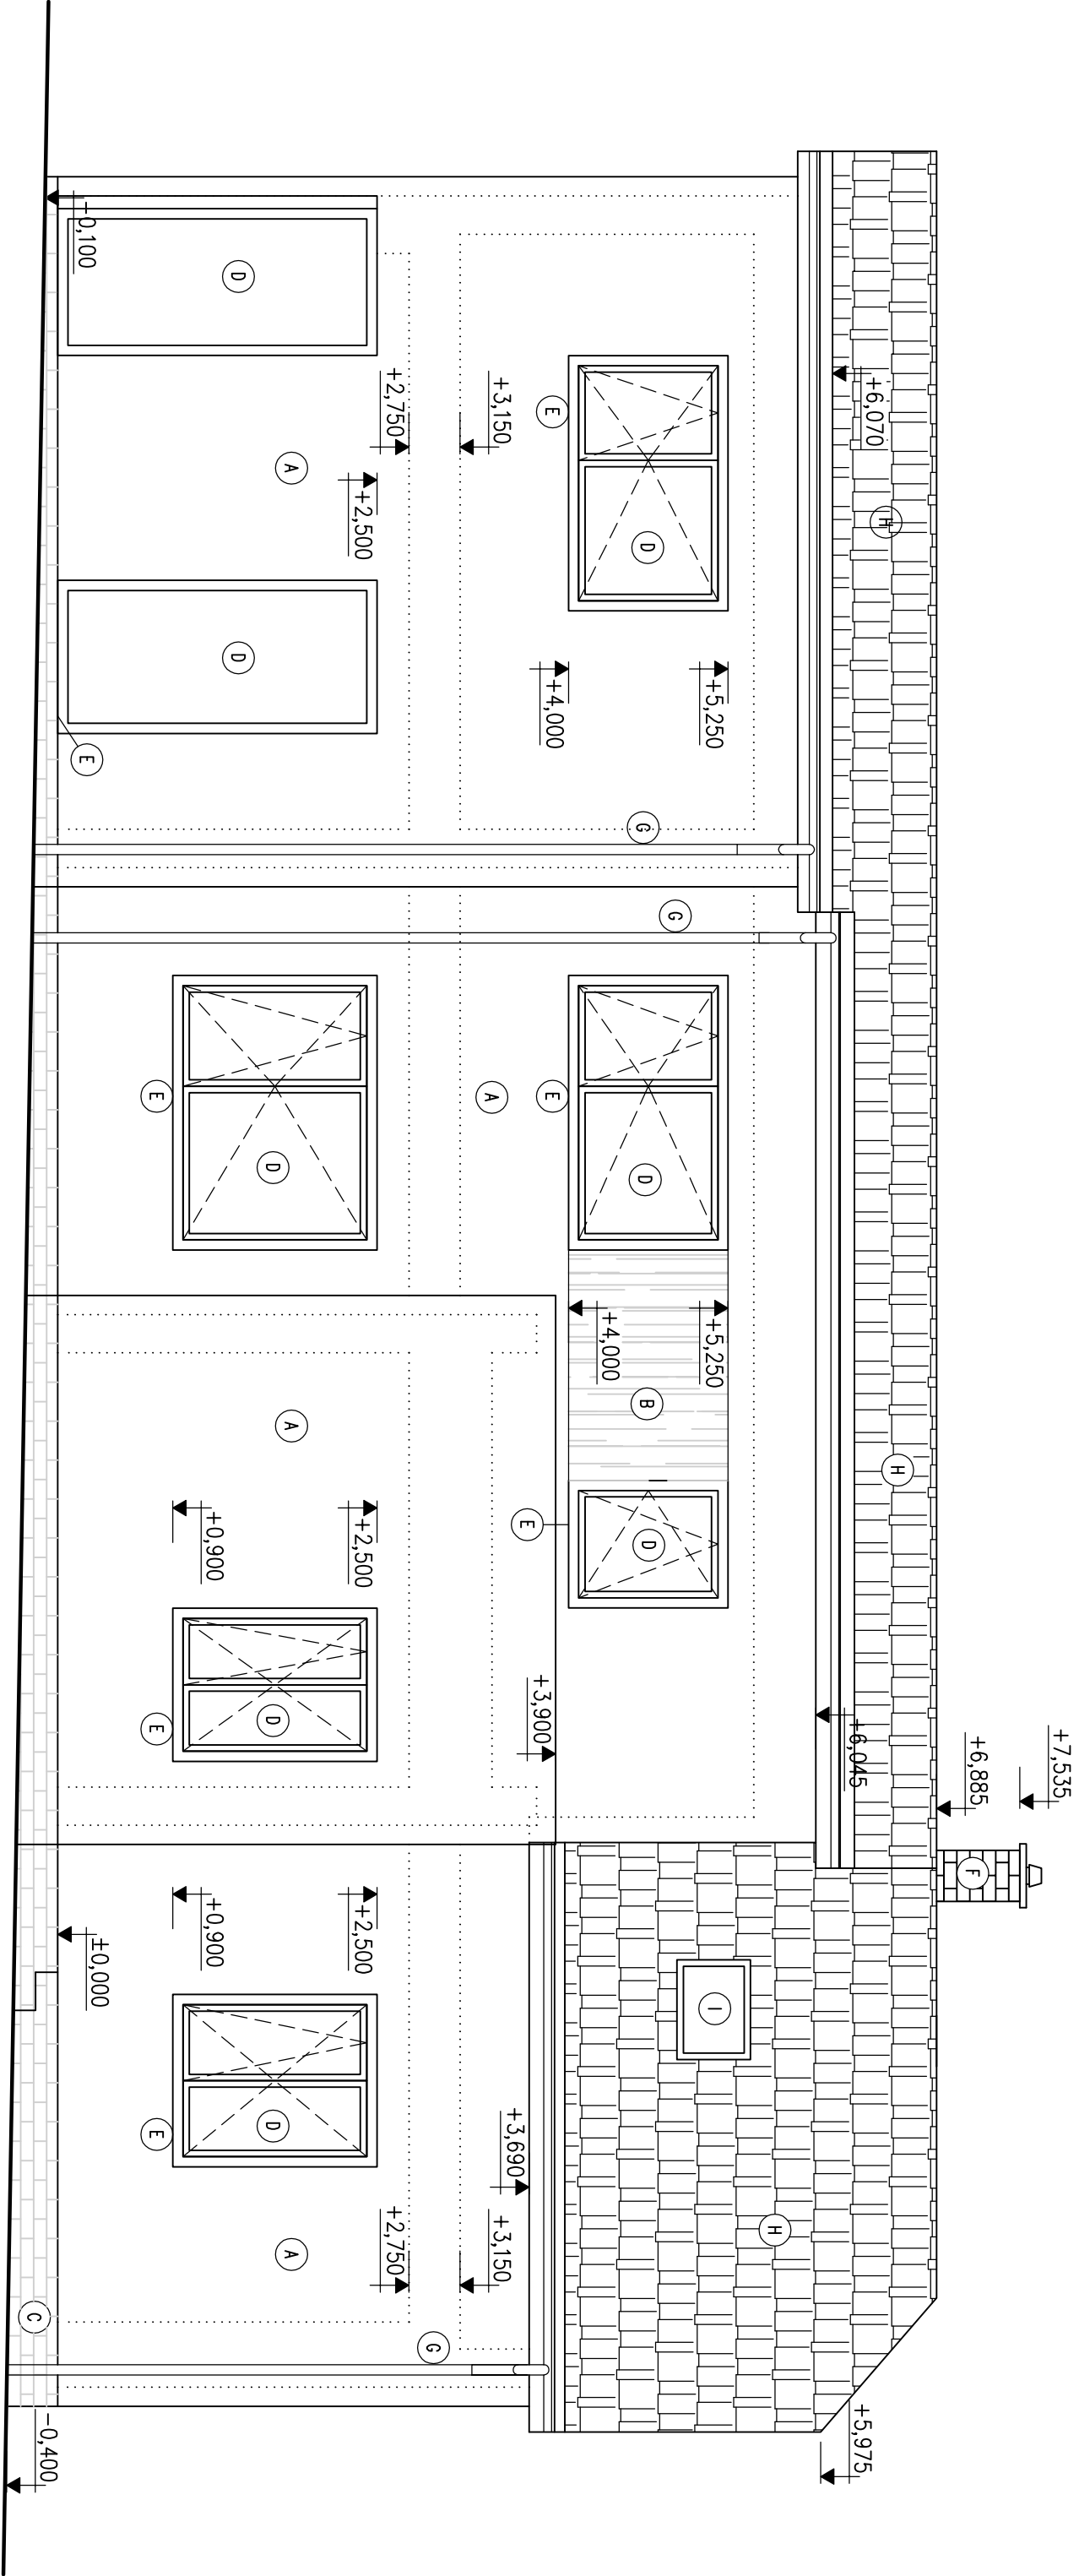 +7,535
+6,885
F
+6,070
H
H
+6,045
+5,975
H
+5,250
+5,250
I
G
D
G
D
B
D
+4,000
E
+4,000
E
E
+3,900
+3,690
+3,150
A
+3,150
G
+2,750
+2,750
+2,500
+2,500
+2,500
A
A
A
D
D
D
D
D
+0,900
+0,900
E
E
E
±0,000
-0,100
E
-0,400
C